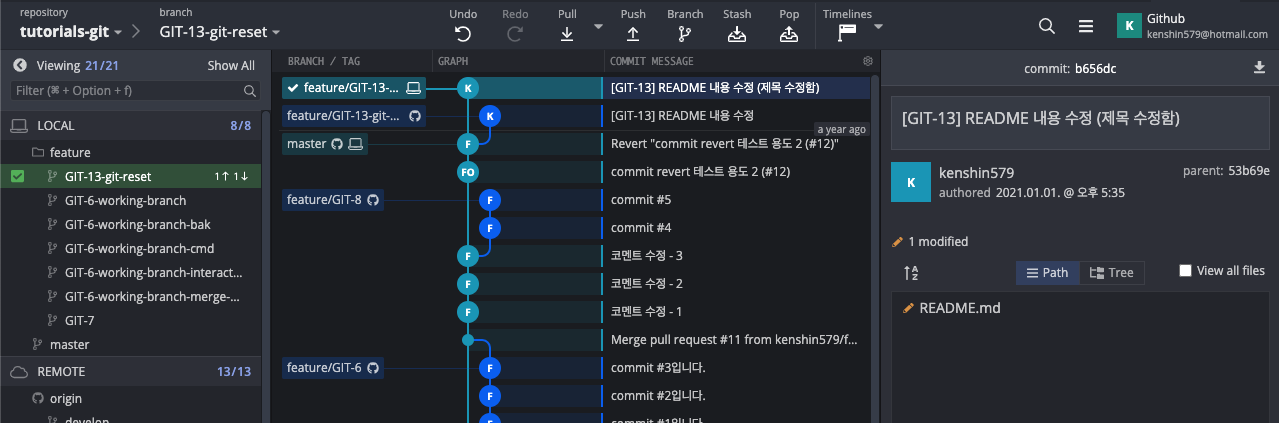 repository
branch
tutorials-git
GIT-13-git-reset
Undo
Redo
Pull
Push
Branch
Stash
Pop
Timelines
K
Github
kenshin579@hotmail.com
Viewing 21/21
Show All
Filter (⌘ + Option + f)
LOCAL 8/8
feature
GIT-13-git-reset 1↑ 1↓
GIT-6-working-branch
GIT-6-working-branch-bak
GIT-6-working-branch-cmd
GIT-6-working-branch-interact...
GIT-6-working-branch-merge-...
GIT-7
master
REMOTE 13/13
origin
BRANCH / TAG GRAPH COMMIT MESSAGE
feature/GIT-13-... K [GIT-13] README 내용 수정 (제목 수정함)
feature/GIT-13-git-... K [GIT-13] README 내용 수정
a year ago
master F Revert "commit revert 테스트 용도 2 (#12)"
FO commit revert 테스트 용도 2 (#12)
feature/GIT-8 F commit #5
F commit #4
F 코멘트 수정 - 3
F 코멘트 수정 - 2
F 코멘트 수정 - 1
Merge pull request #11 from kenshin579/f...
feature/GIT-6 F commit #3입니다.
F commit #2입니다.
F commit #1입니다.
commit: b656dc
[GIT-13] README 내용 수정 (제목 수정함)
K
kenshin579
parent: 53b69e
authored 2021.01.01. @ 오후 5:35
1 modified
A
Z
Path
Tree
View all files
README.md